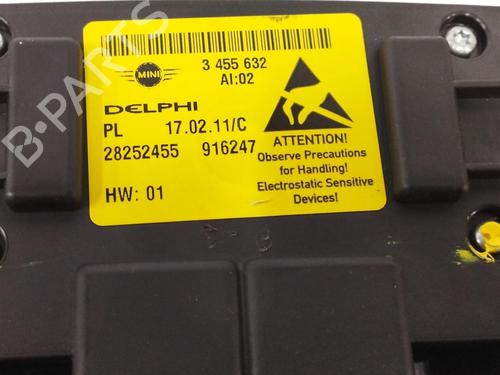 MINI
3 455 632
AI:02
DELPHI
PL 17.02.11/C
28252455 916247
HW: 01
ATTENTION!
Observe Precautions
for Handling!
Electrostatic Sensitive
Devices!
B-PARTS